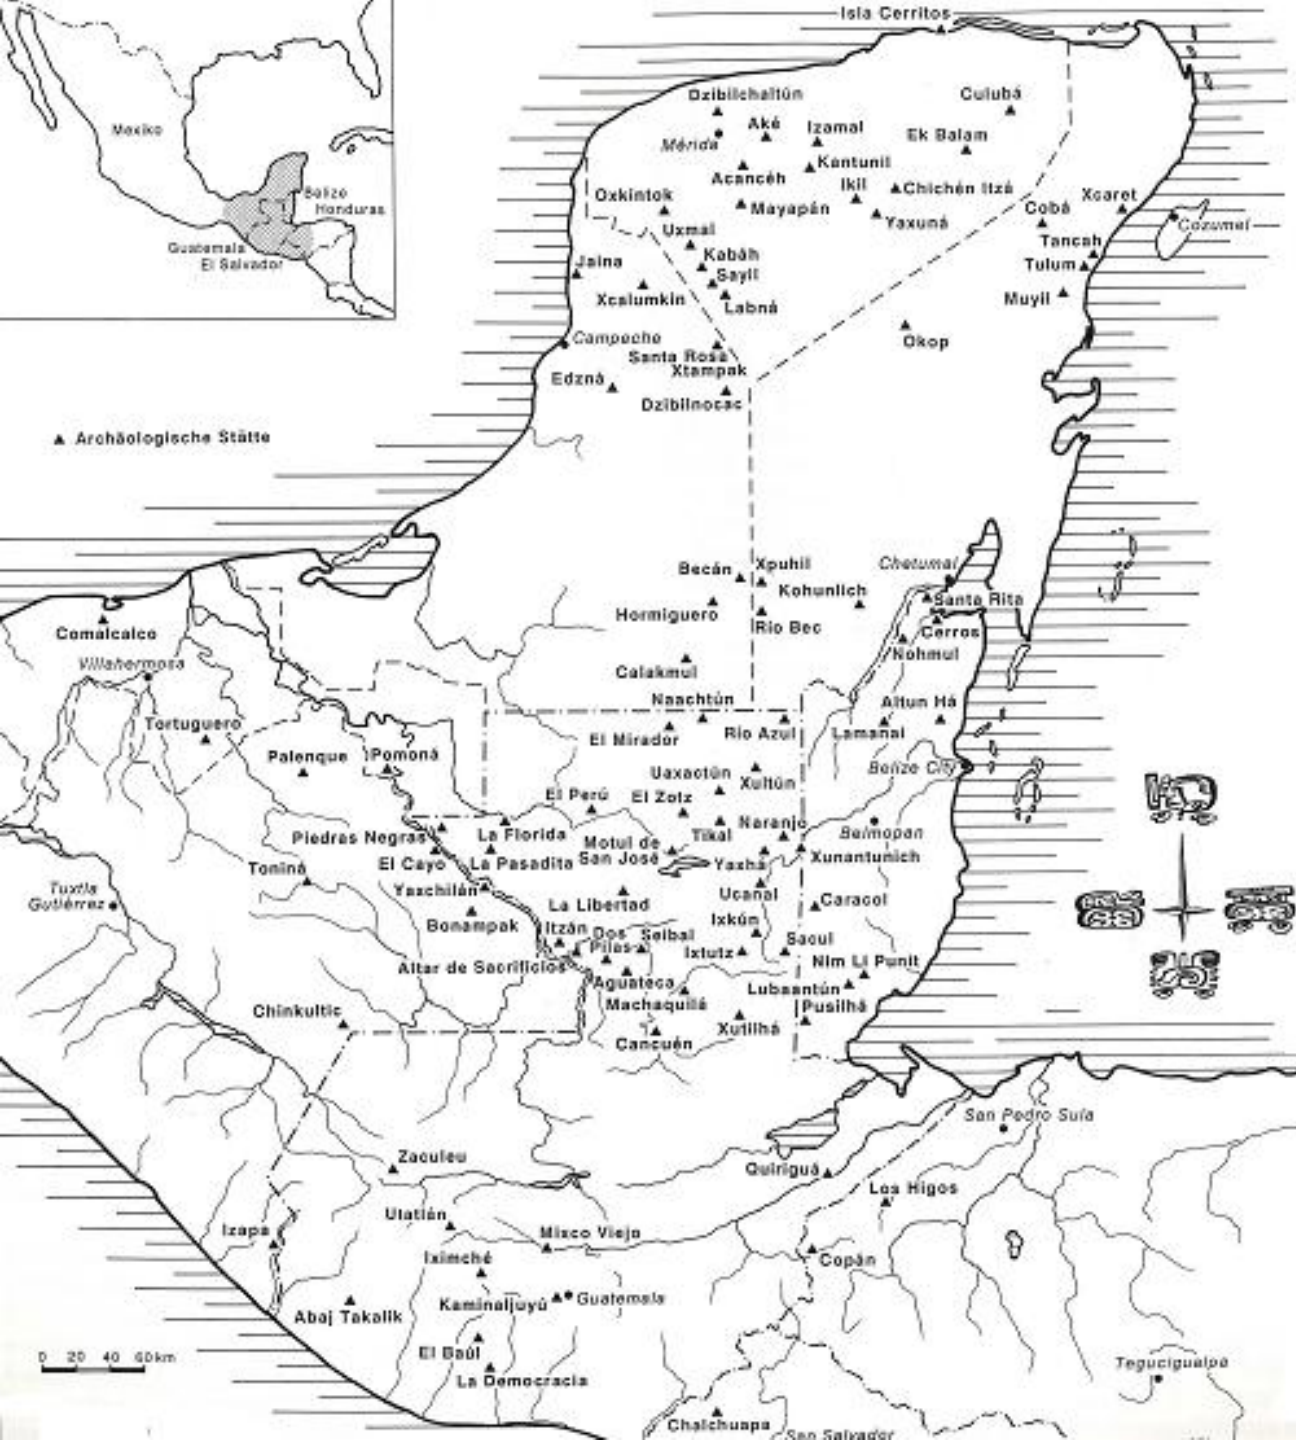 Isla Cerritos
Dzibilchaltún
Culubá
Aké
Izamal
Mérida
Ek Balam
Mexiko
Acancéh
Kantunil
Ikil
Chichén Itzá
Oxkintok
Mayapán
Yaxuná
Cobá
Xcaret
Belize
Honduras
Uxmal
Cozumel
Guatemala
El Salvador
Kabáh
Tancah
Jaina
Sayil
Tulum
Xcalumkin
Labná
Muyil
Campeche
Okop
Santa Rosa
Xtampak
Edzná
Dzibilnocac
Archäologische Stätte
Becán
Xpuhil
Chetumal
Kohunlich
Santa Rita
Hormiguero
Río Bec
Cerros
Comalcalco
Nohmul
Villahermosa
Calakmul
Naachtún
Altun Há
Tortuguero
El Mirador
Río Azul
Lamanai
Palenque
Pomoná
Uaxactún
Xultún
Belize City
El Perú
El Zotz
Piedras Negras
La Florida
Motul de
San José
Tikal
Naranjo
Belmopan
El Cayo
La Pasadita
Yaxhá
Xunantunich
Toniná
Tuxtla
Gutiérrez
Yaxchilán
La Libertad
Ucanal
Caracol
Bonampak
Itzán
Dos
Pilas
Seibal
Ixkún
Sacul
Ixtutz
Nim Li Punit
Altar de Sacrificios
Aguateca
Machaquilá
Lubaantún
Pusilhá
Chinkultic
Cancuén
Xutilhá
San Pedro Sula
Zaculeu
Quiriguá
Los Higos
Utatlán
Izapa
Mixco Viejo
Iximché
Copán
Abaj Takalik
Kaminaljuyú
Guatemala
El Baúl
La Democracia
0 20 40 60km
Tegucigualpa
Chalchuapa
San Salvador